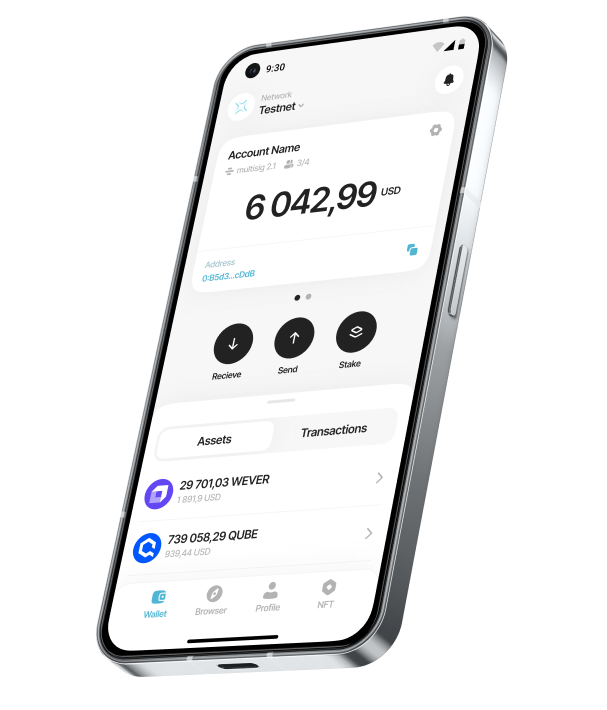 9:30
Network
Testnet
Account Name
multisig 2.1 3/4
6 042,99 USD
Address
0:B5d3...cDdB
Recieve
Send
Stake
Assets
Transactions
29 701,03 WEVER
1 891,9 USD
739 058,29 QUBE
939,44 USD
Wallet
Browser
Profile
NFT